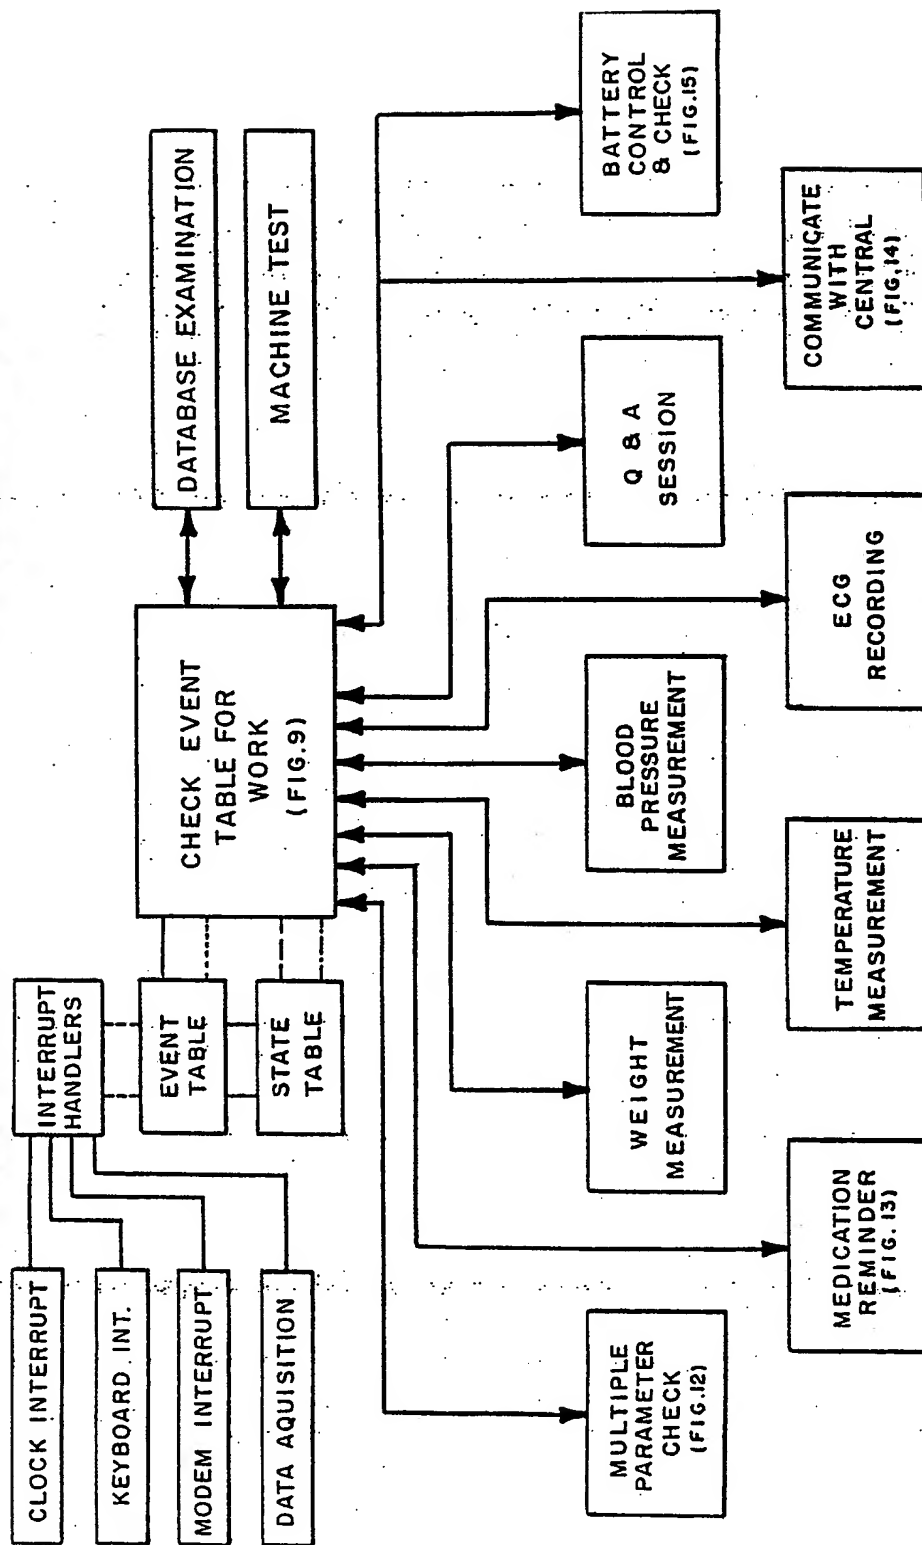 CLOCK INTERRUPT
KEYBOARD INT.
MODEM INTERRUPT
DATA AQUISITION
INTERRUPT
HANDLERS
EVENT
TABLE
STATE
TABLE
CHECK EVENT
TABLE FOR
WORK
(FIG.9)
DATABASE EXAMINATION
MACHINE TEST
MULTIPLE
PARAMETER
CHECK
(FIG.12)
MEDICATION
REMINDER
(FIG. 13)
WEIGHT
MEASUREMENT
TEMPERATURE
MEASUREMENT
BLOOD
PRESSURE
MEASUREMENT
ECG
RECORDING
Q & A
SESSION
COMMUNICATE
WITH
CENTRAL
(FIG.14)
BATTERY
CONTROL
& CHECK
(FIG.15)